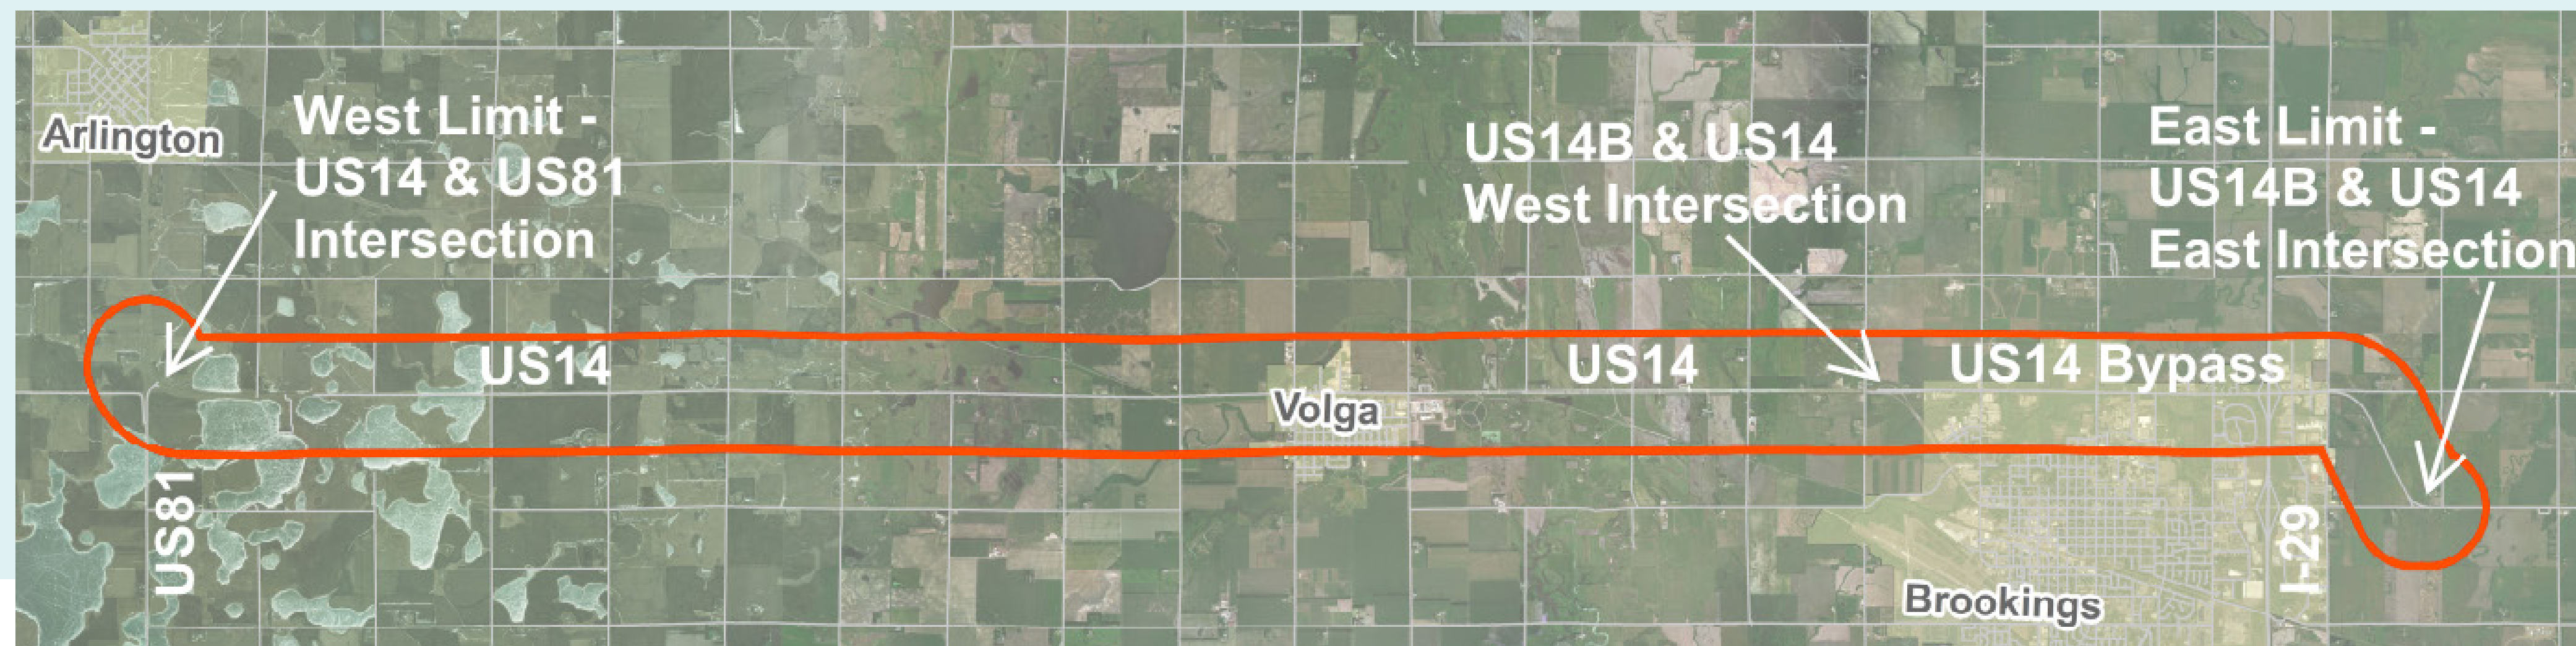 Arlington
West Limit -
US14 & US81
Intersection
US14B & US14
West Intersection
East Limit -
US14B & US14
East Intersection
US14
US14
US14 Bypass
Volga
US81
I-29
Brookings